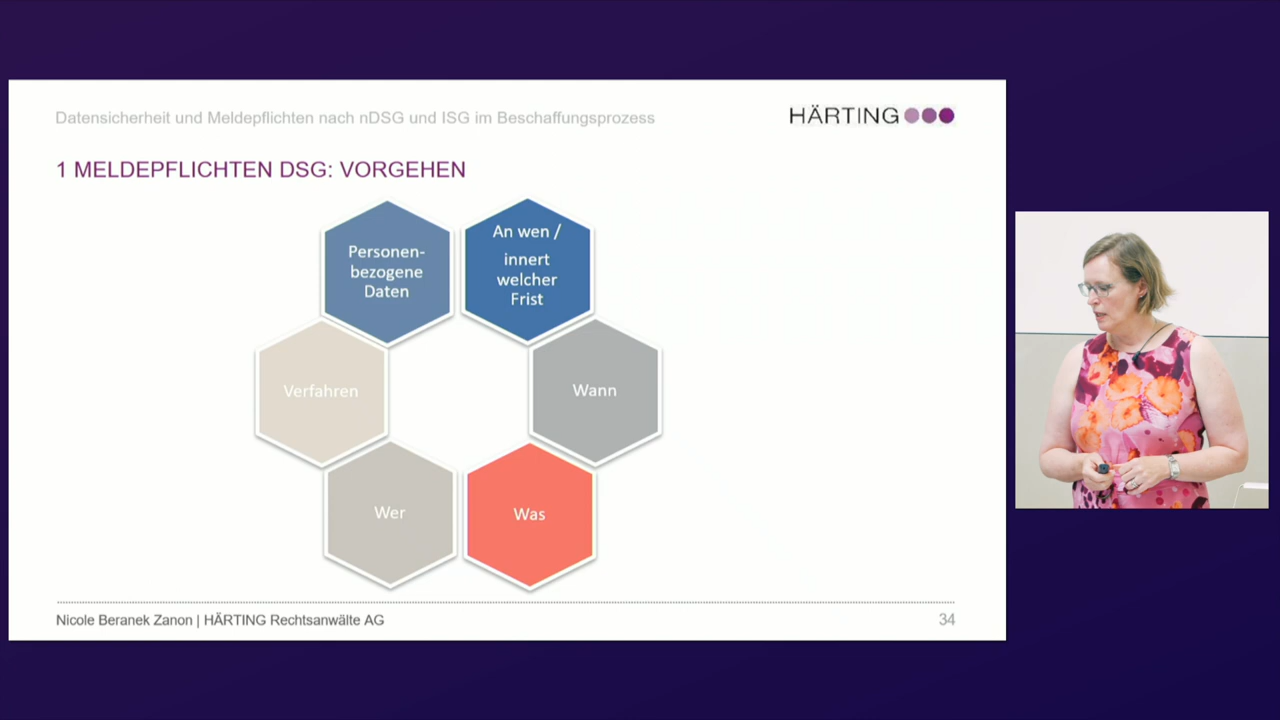 Datensicherheit und Meldepflichten nach nDSG und ISG im Beschaffungsprozess
HÄRTING
1 MELDEPFLICHTEN DSG: VORGEHEN
Personen-
bezogene
Daten
An wen /
innert
welcher
Frist
Verfahren
Wann
Wer
Was
Nicole Beranek Zanon | HÄRTING Rechtsanwälte AG
34